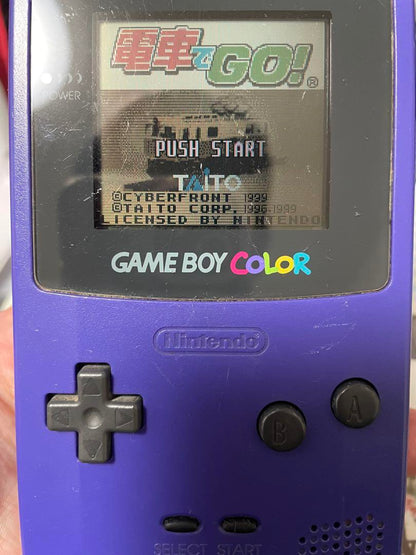 電車でGO!®
POWER
PUSH START
TAITO
©CYBERFRONT 1999
©TAITO CORP. 1996-1999
LICENSED BY NINTENDO
GAME BOY COLOR
Nintendo
A
B
SELECT START